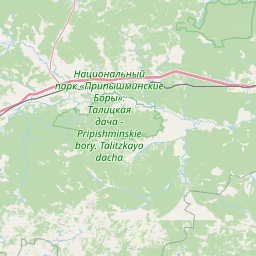 Национальный
парк «Припышминские
Боры».
Талицкая
дача -
Pripishminskie
bory. Talitzkaya
dacha